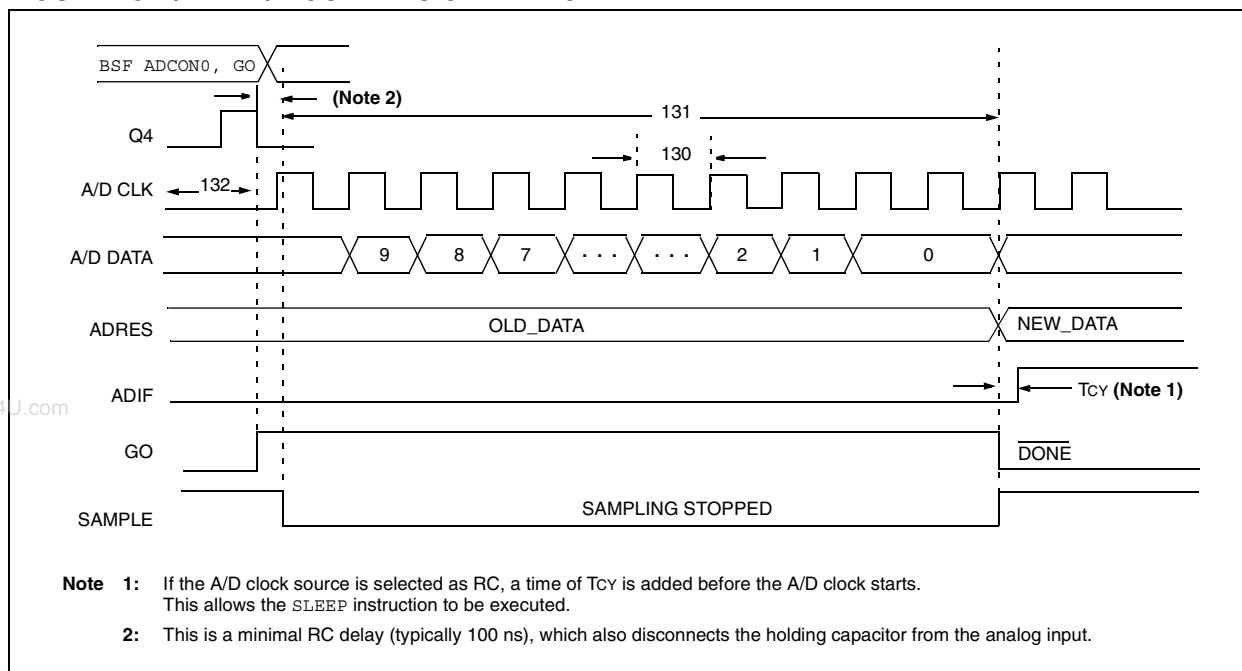 BSF ADCON0, GO
(Note 2)
131
Q4
130
A/D CLK
132
A/D DATA
9 8 7 . . . . . . 2 1 0
ADRES
OLD_DATA
NEW_DATA
ADIF
TCY (Note 1)
4U.com
GO
DONE
SAMPLE
SAMPLING STOPPED
Note 1: If the A/D clock source is selected as RC, a time of TCY is added before the A/D clock starts.
This allows the SLEEP instruction to be executed.
2: This is a minimal RC delay (typically 100 ns), which also disconnects the holding capacitor from the analog input.